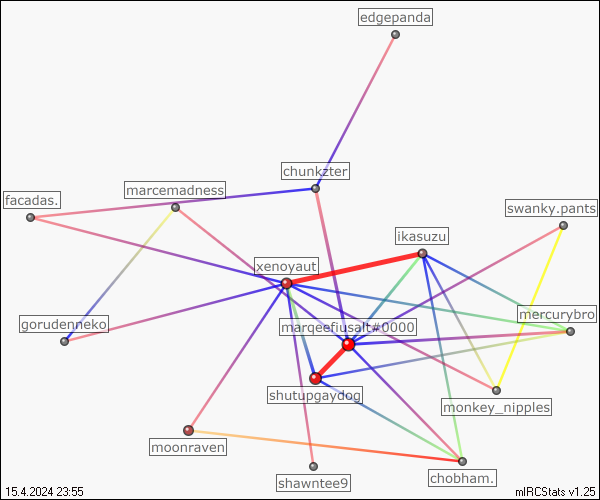 edgepanda
chunkzter
marcemadness
facadas.
swanky.pants
ikasuzu
xenoyaut
mercurybro
gorudenneko
marqeefiusalt#0000
shutupgaydog
monkey_nipples
moonraven
chobham.
shawntee9
15.4.2024 23:55
mIRCStats v1.25